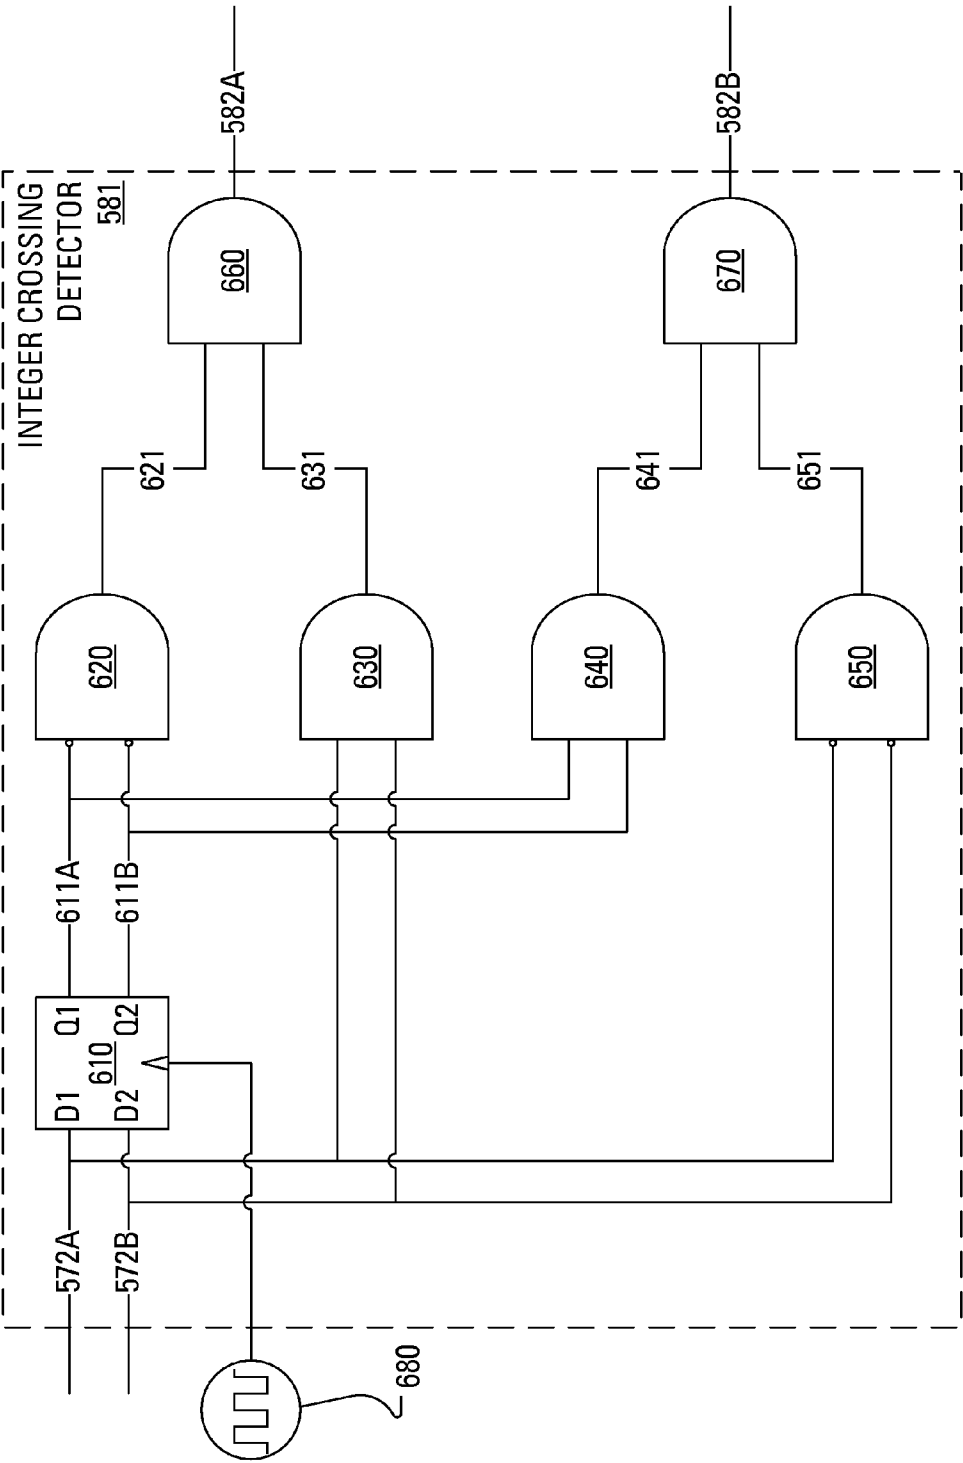 INTEGER CROSSING
DETECTOR
581
572A
572B
D1
Q1
D2
Q2
610
611A
611B
680
620
630
640
650
621
631
641
651
660
670
582A
582B